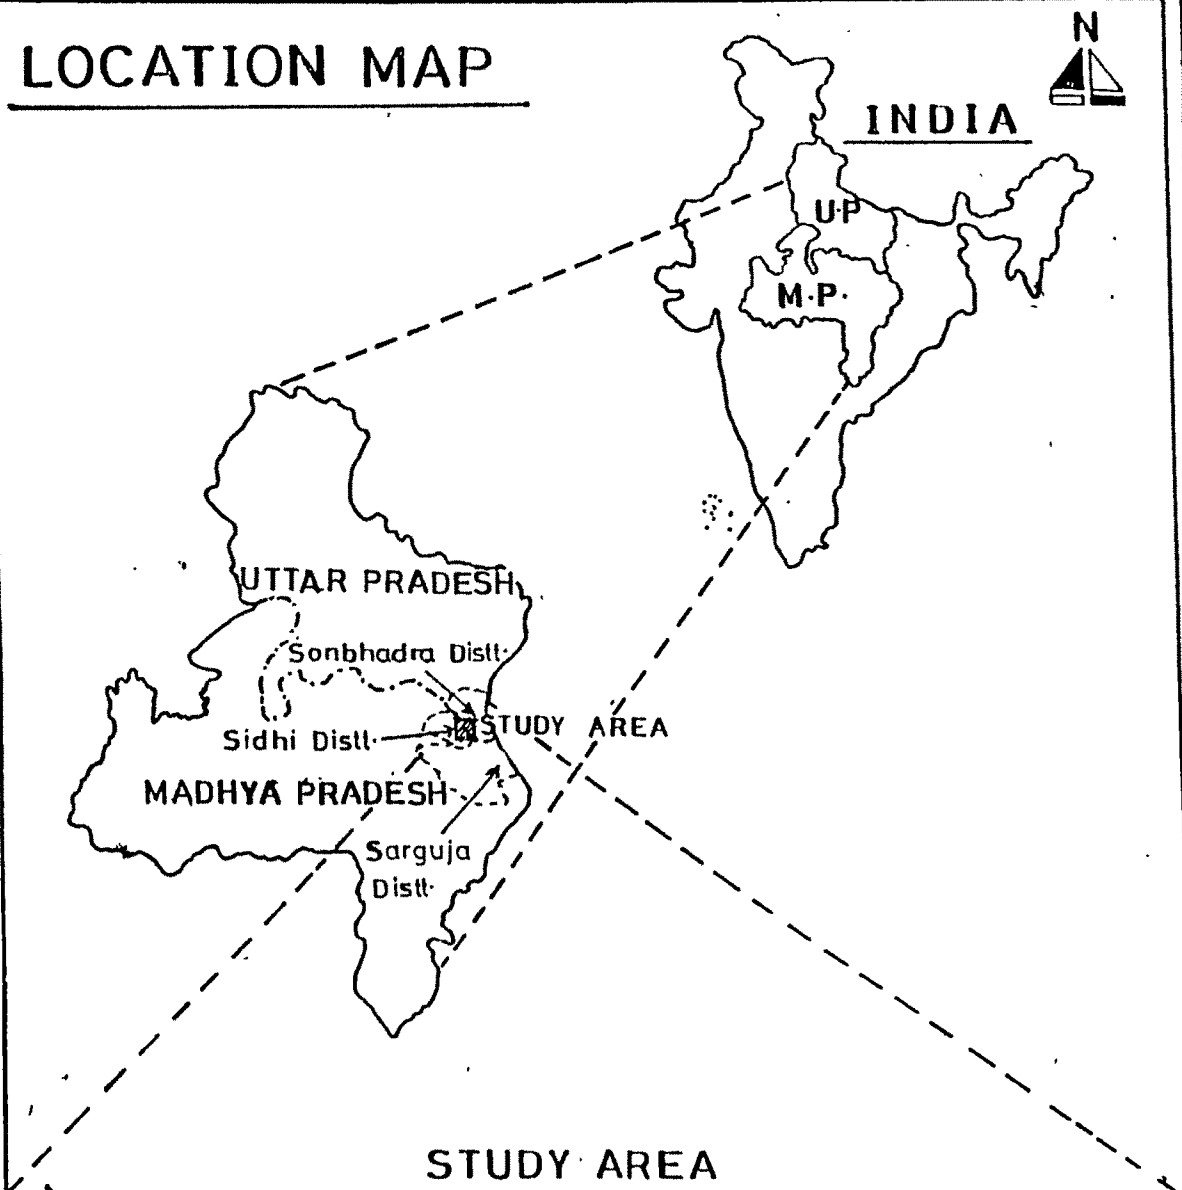 LOCATION MAP
N
INDIA
U.P
M.P.
UTTAR PRADESH
Sonbhadra Distt.
STUDY AREA
Sidhi Distt.
MADHYA PRADESH
Sarguja
Distt.
STUDY AREA